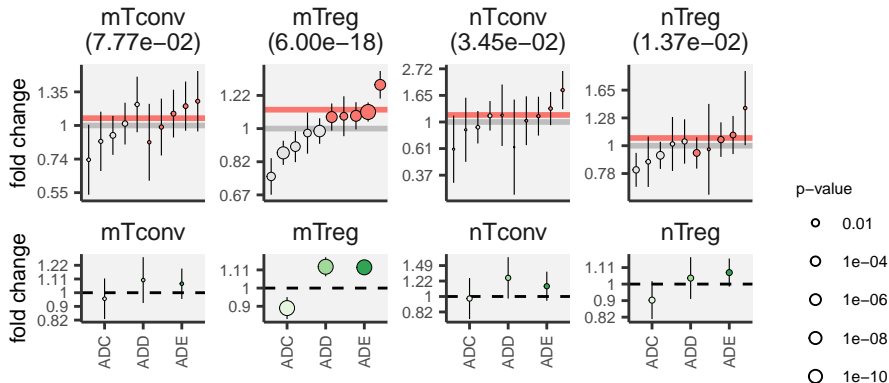 mTconv
(7.77e−02)
mTreg
(6.00e−18)
nTconv
(3.45e−02)
nTreg
(1.37e−02)
fold change
1.35
1
0.74
0.55
1.22
1
0.82
0.67
2.72
1.65
1
0.61
0.37
1.65
1.28
1
0.78
mTconv
mTreg
nTconv
nTreg
fold change
1.22
1.11
1
0.9
0.82
1.11
1
0.9
1.49
1.22
1
0.82
1.11
1
0.9
0.82
ADC
ADD
ADE
ADC
ADD
ADE
ADC
ADD
ADE
ADC
ADD
ADE
p−value
0.01
1e−04
1e−06
1e−08
1e−10